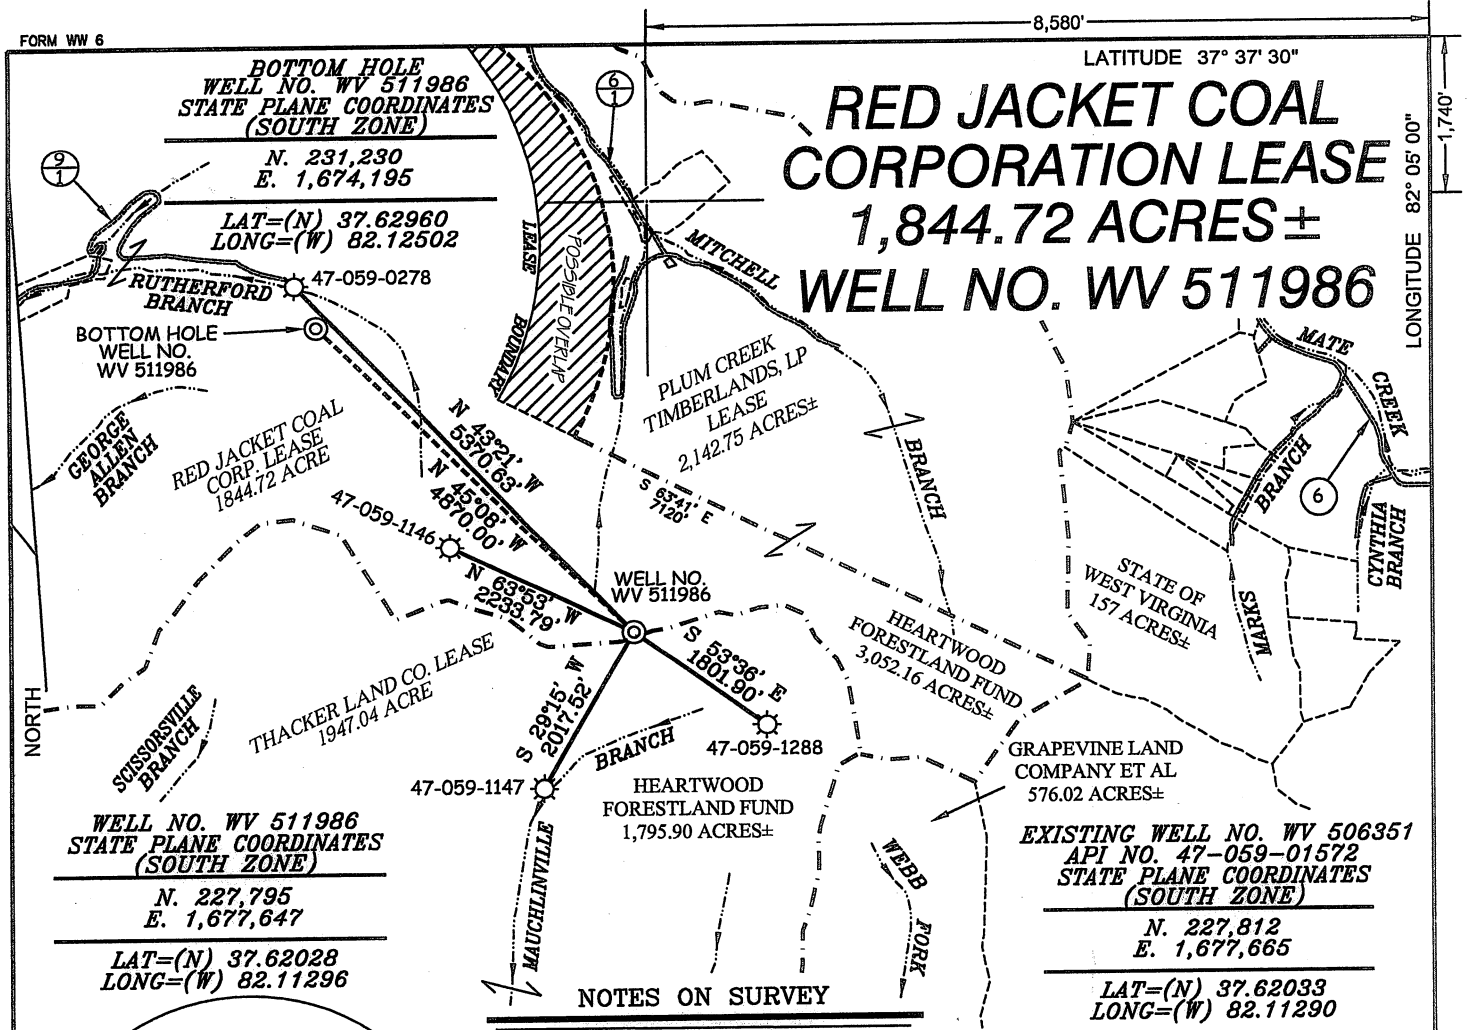 FORM WW 6
8,580'
LATITUDE 37° 37' 30"
1,740'
LONGITUDE 82° 05' 00"
BOTTOM HOLE
WELL NO. WV 511986
STATE PLANE COORDINATES
(SOUTH ZONE)
N. 231,230
E. 1,674,195
LAT=(N) 37.62960
LONG=(W) 82.12502
RED JACKET COAL
CORPORATION LEASE
1,844.72 ACRES±
WELL NO. WV 511986
6
1
9
1
47-059-0278
RUTHERFORD
BRANCH
BOTTOM HOLE
WELL NO.
WV 511986
LEASE
BOUNDARY
POSSIBLE OVERLAP
MITCHELL
BRANCH
PLUM CREEK
TIMBERLANDS, LP
LEASE
2,142.75 ACRES±
MATE
CREEK
BRANCH
6
CYNTHIA
BRANCH
GEORGE
ALLEN
BRANCH
RED JACKET COAL
CORP. LEASE
1844.72 ACRE
N 43°21' W
5370.63'
N 45°08' W
4870.00'
S 63°41' E
7120'
47-059-1146
N 63°53' W
2233.79'
WELL NO.
WV 511986
STATE OF
WEST VIRGINIA
157 ACRES±
MARKS
HEARTWOOD
FORESTLAND FUND
3,052.16 ACRES±
S 53°36' E
1801.90'
THACKER LAND CO. LEASE
1947.04 ACRE
S 29°15' W
2017.52'
NORTH
SCISSORSVILLE
BRANCH
BRANCH
47-059-1288
47-059-1147
HEARTWOOD
FORESTLAND FUND
1,795.90 ACRES±
GRAPEVINE LAND
COMPANY ET AL
576.02 ACRES±
MAUCHLINVILLE
WEBB
FORK
WELL NO. WV 511986
STATE PLANE COORDINATES
(SOUTH ZONE)
N. 227,795
E. 1,677,647
LAT=(N) 37.62028
LONG=(W) 82.11296
EXISTING WELL NO. WV 506351
API NO. 47-059-01572
STATE PLANE COORDINATES
(SOUTH ZONE)
N. 227,812
E. 1,677,665
LAT=(N) 37.62033
LONG=(W) 82.11290
NOTES ON SURVEY